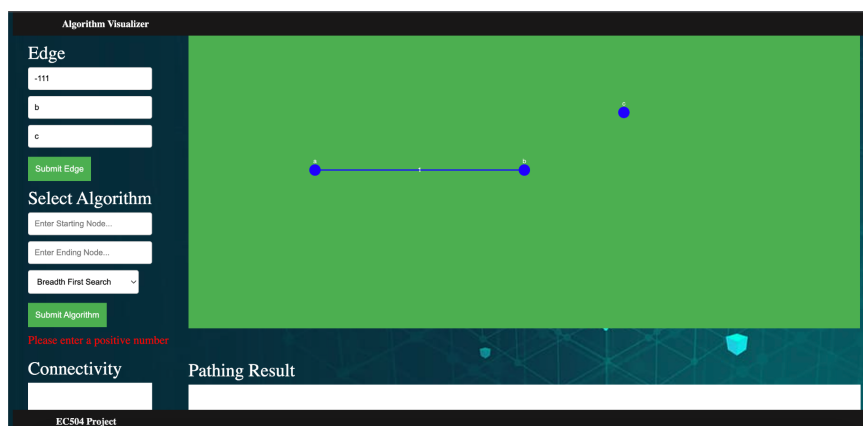 Algorithm Visualizer
Edge
-111
b
c
Submit Edge
Select Algorithm
Enter Starting Node...
Enter Ending Node...
Breadth First Search
Submit Algorithm
Please enter a positive number
Connectivity
a
1
b
c
Pathing Result
EC504 Project